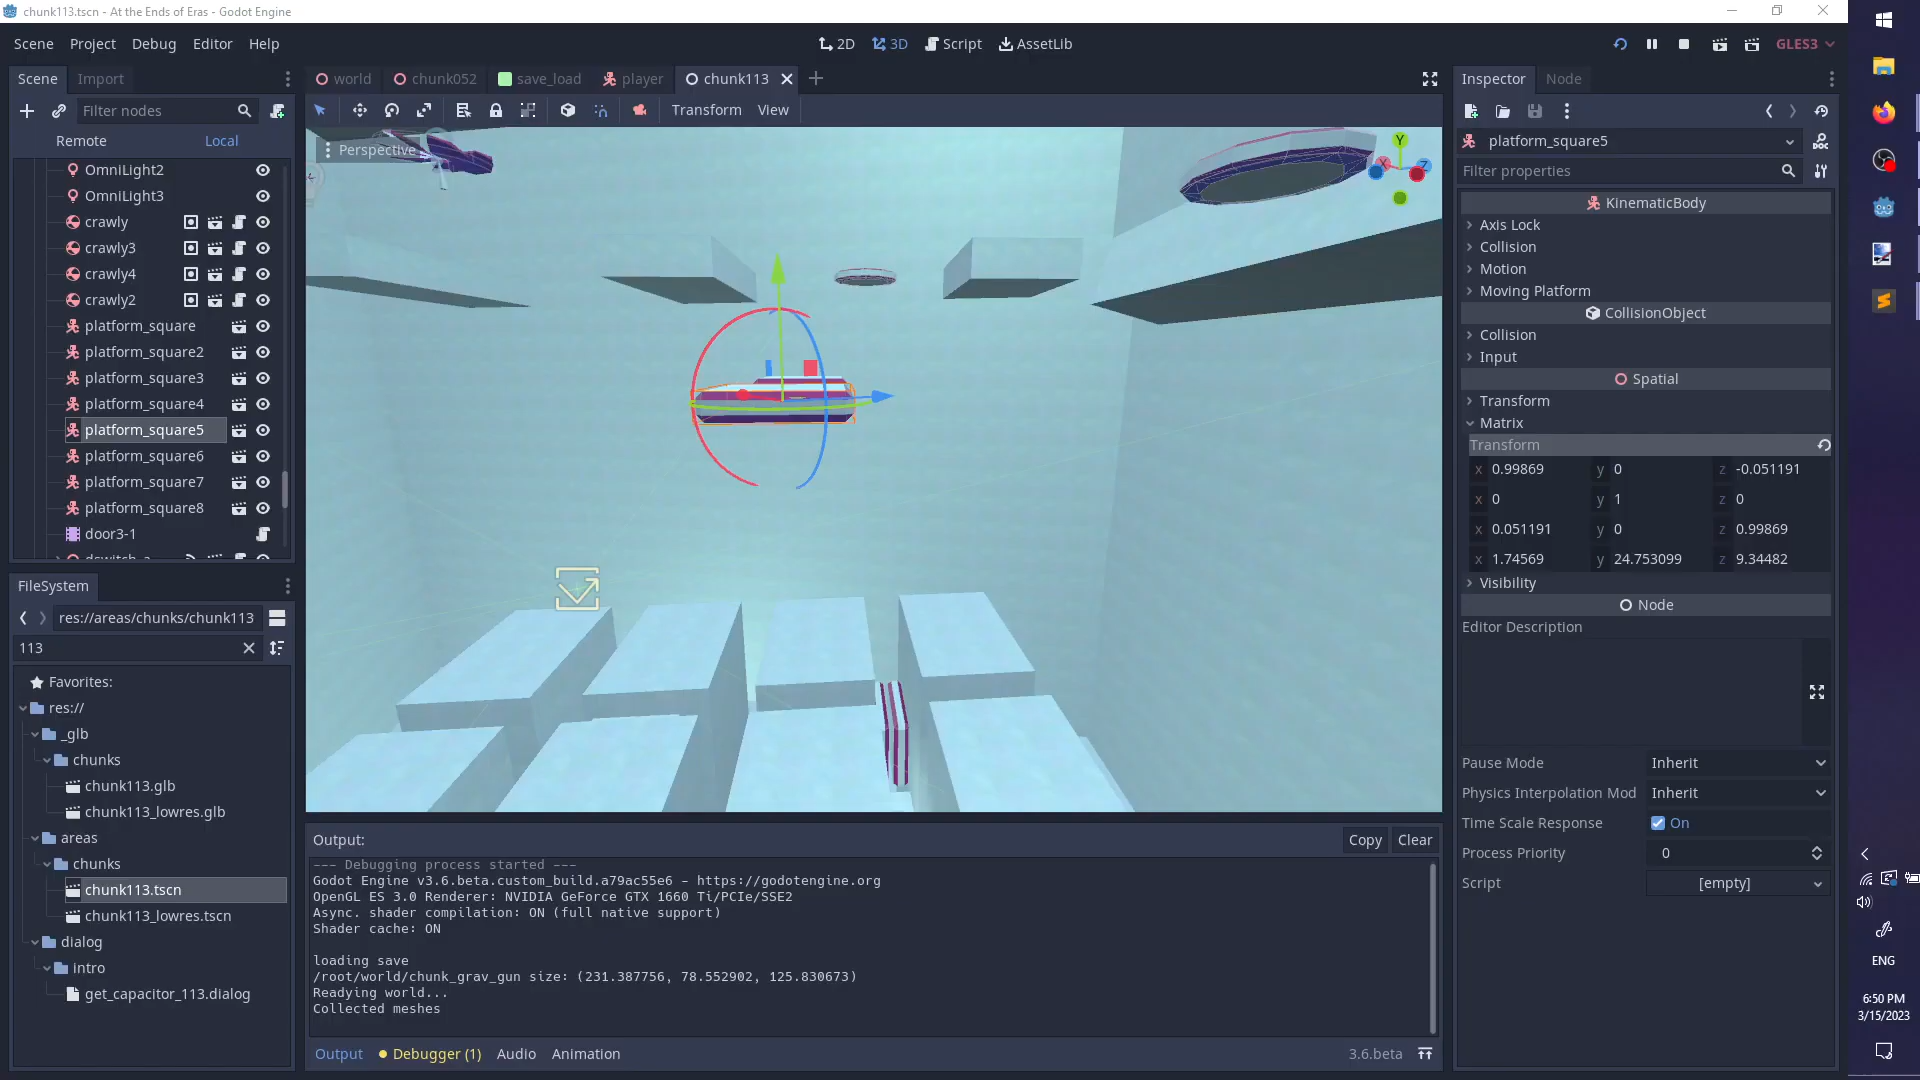 chunk113.tscn - At the Ends of Eras - Godot Engine
Scene Project Debug Editor Help
2D 3D Script AssetLib
GLES3
Scene Import
Filter nodes
Remote Local
OmniLight2
OmniLight3
crawly
crawly3
crawly4
crawly2
platform_square
platform_square2
platform_square3
platform_square4
platform_square5
platform_square6
platform_square7
platform_square8
door3-1
FileSystem
res://areas/chunks/chunk113
113
Favorites:
res://
_glb
chunks
chunk113.glb
chunk113_lowres.glb
areas
chunks
chunk113.tscn
chunk113_lowres.tscn
dialog
intro
get_capacitor_113.dialog
world chunk052 save_load player chunk113
Transform View
Perspective
Y
X
Z
Output:
Copy Clear
--- Debugging process started ---
Godot Engine v3.6.beta.custom_build.a79ac55e6 - https://godotengine.org
OpenGL ES 3.0 Renderer: NVIDIA GeForce GTX 1660 Ti/PCIe/SSE2
Async. shader compilation: ON (full native support)
Shader cache: ON
loading save
/root/world/chunk_grav_gun size: (231.387756, 78.552902, 125.830673)
Readying world...
Collected meshes
Output Debugger (1) Audio Animation
3.6.beta
Inspector Node
platform_square5
Filter properties
KinematicBody
Axis Lock
Collision
Motion
Moving Platform
CollisionObject
Collision
Input
Spatial
Transform
Matrix
Transform
x 0.99869 y 0 z -0.051191
x 0 y 1 z 0
x 0.051191 y 0 z 0.99869
x 1.74569 y 24.753099 z 9.34482
Visibility
Node
Editor Description
Pause Mode Inherit
Physics Interpolation Mod Inherit
Time Scale Response On
Process Priority 0
Script [empty]
ENG
6:50 PM
3/15/2023